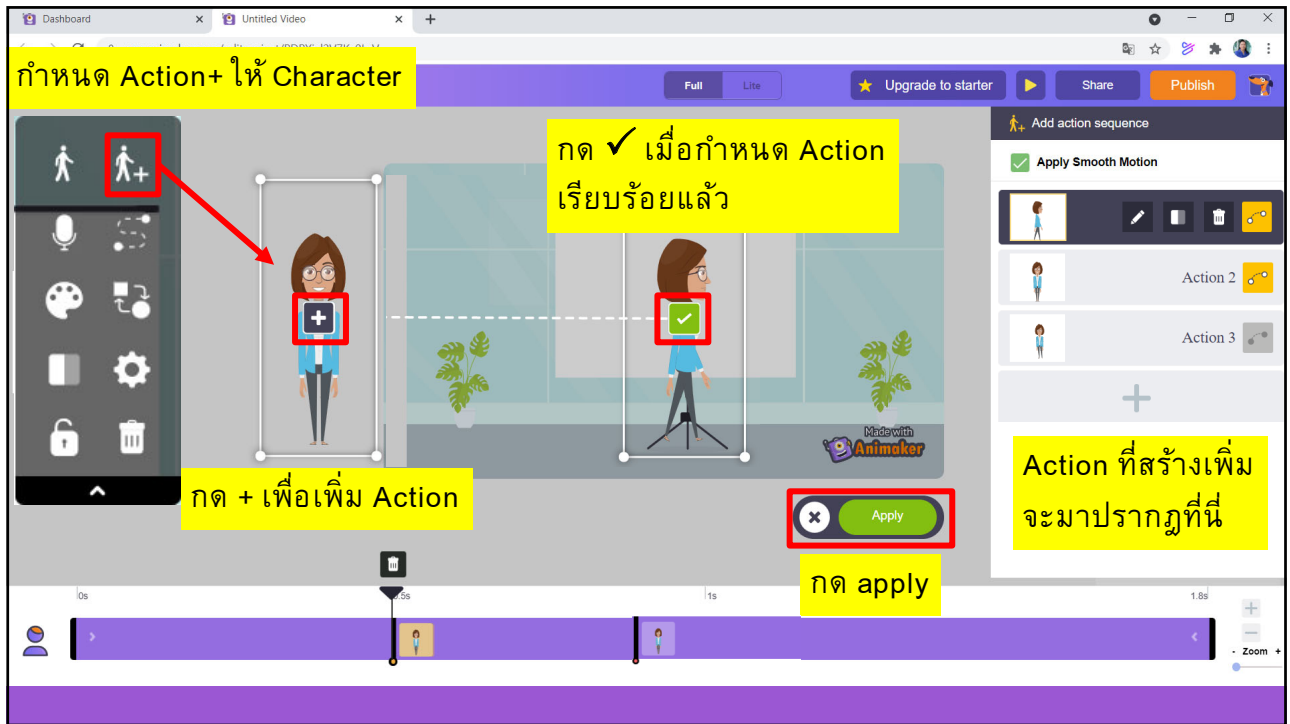 Dashboard
Untitled Video
กำหนด Action+ ให้ Character
Full
Lite
Upgrade to starter
Share
Publish
Add action sequence
Apply Smooth Motion
กด ✓ เมื่อกำหนด Action
เรียบร้อยแล้ว
Action 2
Action 3
Made with
Animaker
กด + เพื่อเพิ่ม Action
Action ที่สร้างเพิ่ม
จะมาปรากฎที่นี่
Apply
กด apply
0s
0.5s
1s
1.8s
- Zoom +